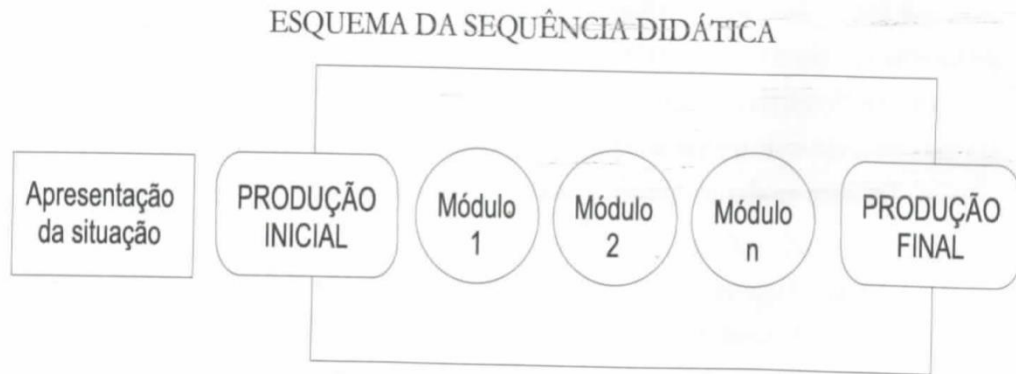 ESQUEMA DA SEQUÊNCIA DIDÁTICA
Apresentação
da situação
PRODUÇÃO
INICIAL
Módulo
1
Módulo
2
Módulo
n
PRODUÇÃO
FINAL